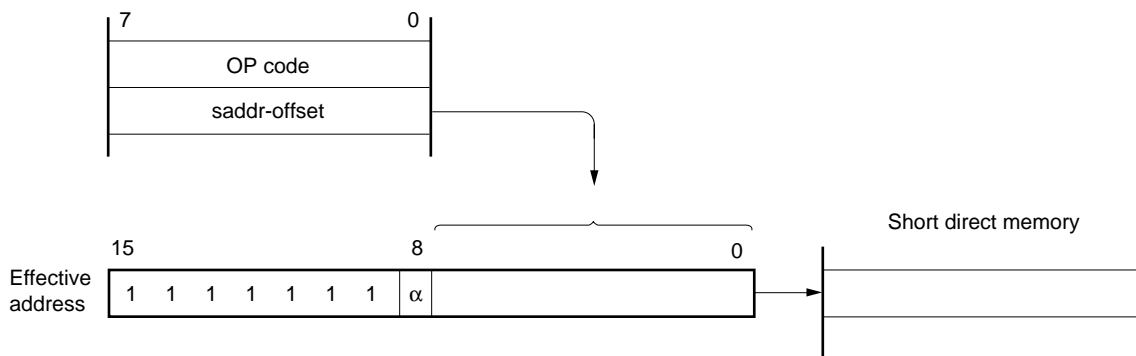 7 0
OP code
saddr-offset
Short direct memory
15 8 0
Effective
address
1 1 1 1 1 1 1 α